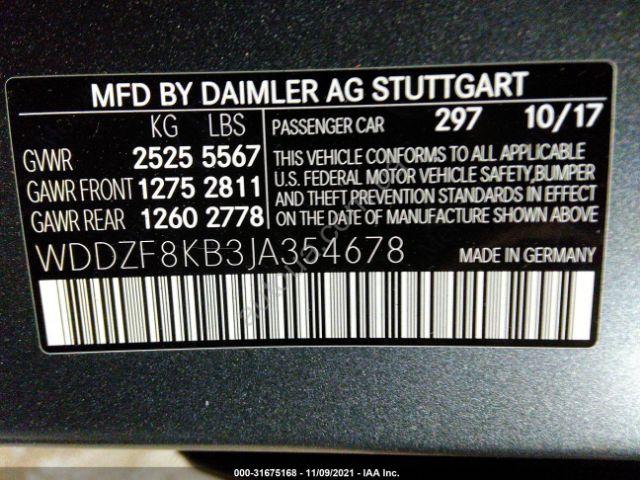 MFD BY DAIMLER AG STUTTGART
KG LBS
GVWR 2525 5567
GAWR FRONT 1275 2811
GAWR REAR 1260 2778
PASSENGER CAR 297 10/17
THIS VEHICLE CONFORMS TO ALL APPLICABLE
U.S. FEDERAL MOTOR VEHICLE SAFETY,BUMPER
AND THEFT PREVENTION STANDARDS IN EFFECT
ON THE DATE OF MANUFACTURE SHOWN ABOVE
WDDZF8KB3JA354678 MADE IN GERMANY
000-31675168 - 11/09/2021 - IAA Inc.